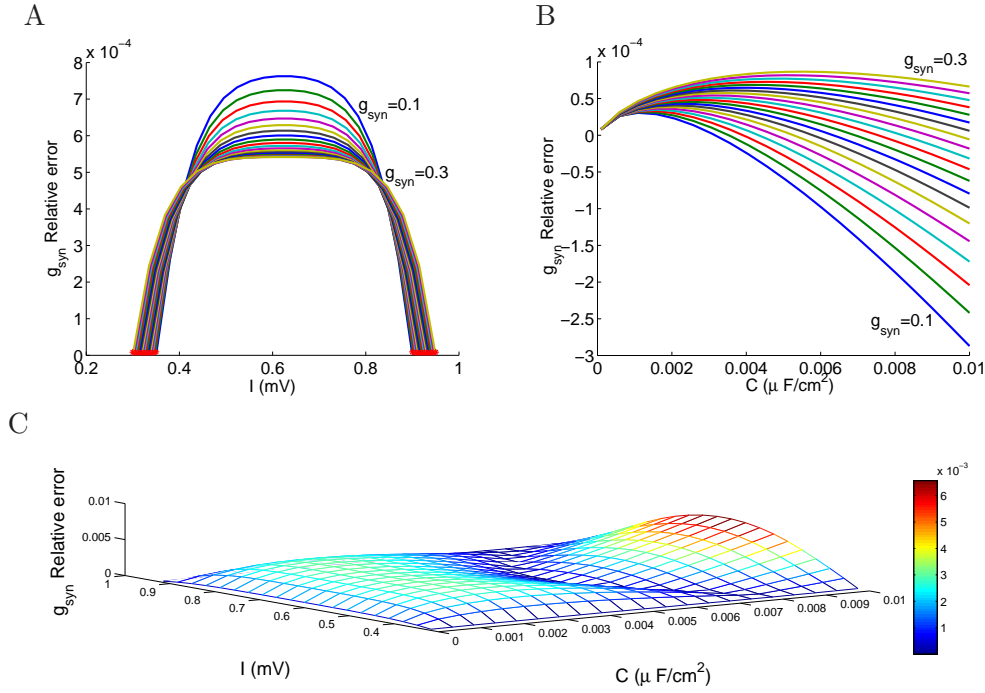 A
x 10⁻⁴
8
7
6
5
4
3
2
1
0
g_syn Relative error
g_syn=0.1
g_syn=0.3
0.2 0.4 0.6 0.8 1
I (mV)
B
x 10⁻⁴
1
0.5
0
−0.5
−1
−1.5
−2
−2.5
−3
g_syn Relative error
g_syn=0.3
g_syn=0.1
0.002 0.004 0.006 0.008 0.01
C (μ F/cm²)
C
g_syn Relative error
0.01
0.005
0
1
0.9
0.8
0.7
0.6
0.5
0.4
I (mV)
0
0.001
0.002
0.003
0.004
0.005
0.006
0.007
0.008
0.009
0.01
C (μ F/cm²)
x 10⁻³
6
5
4
3
2
1